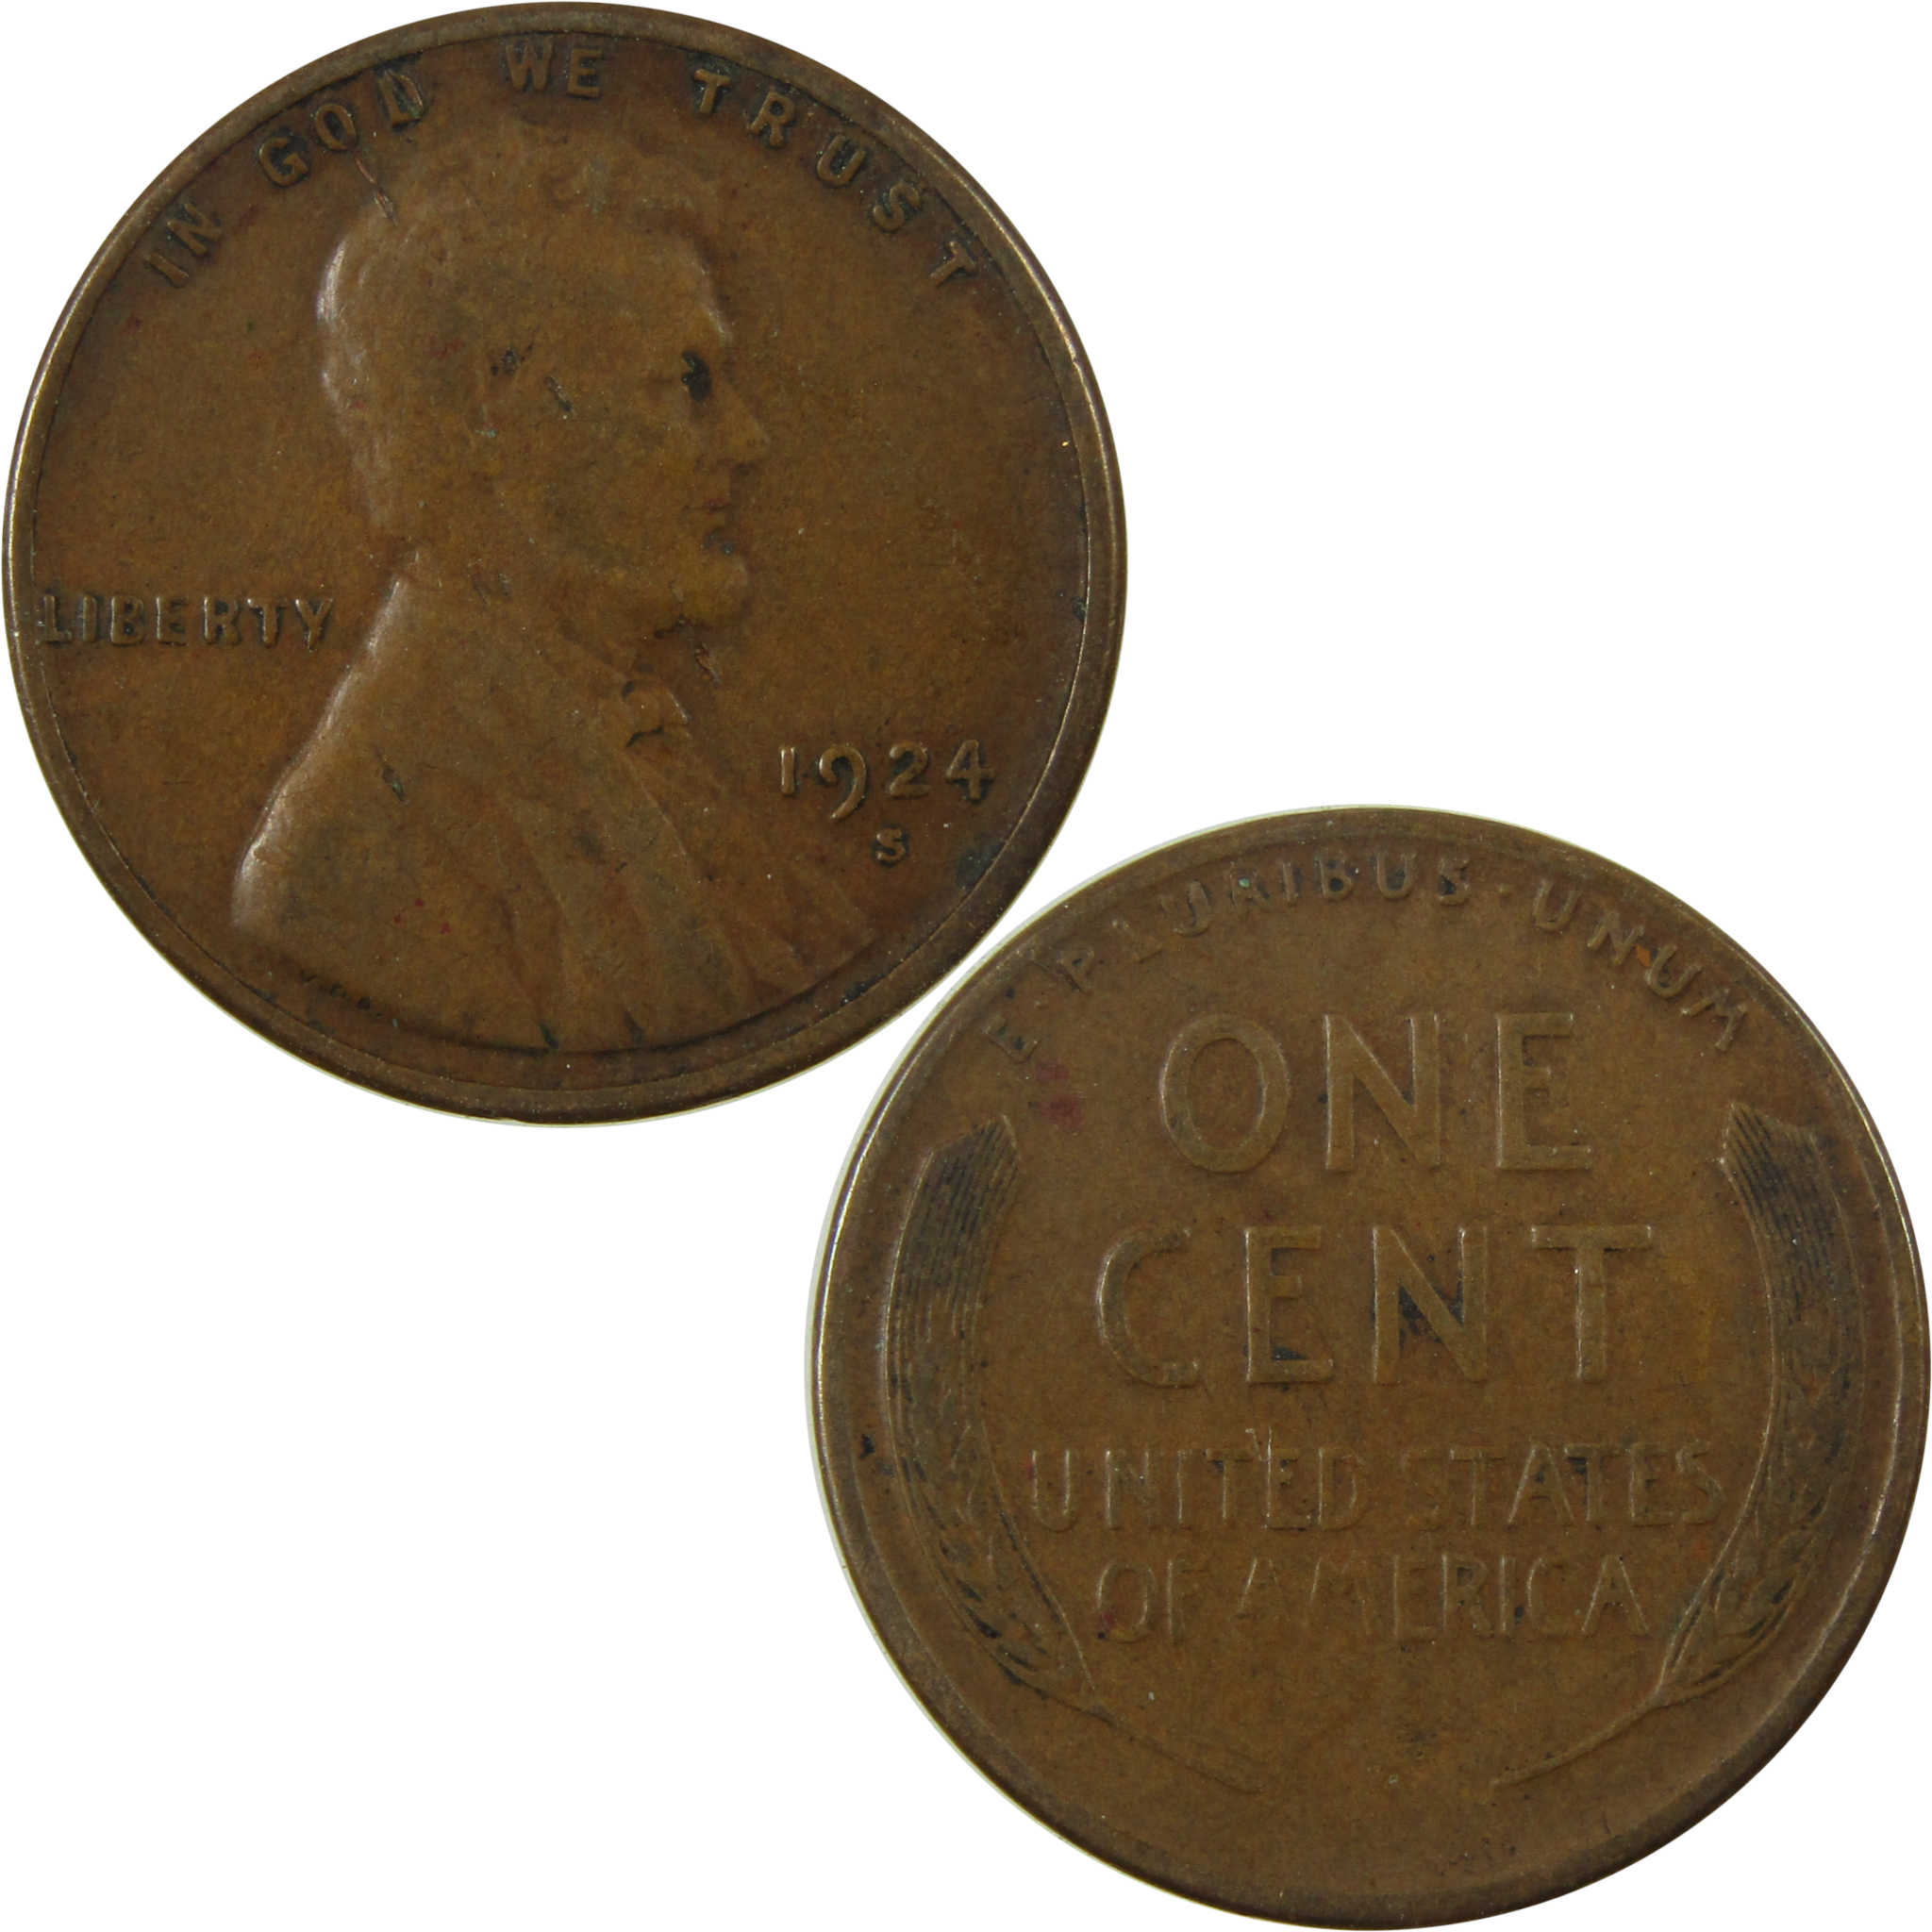 IN GOD WE TRUST
LIBERTY
1924
S
E·PLURIBUS·UNUM
ONE
CENT
UNITED STATES
OF AMERICA